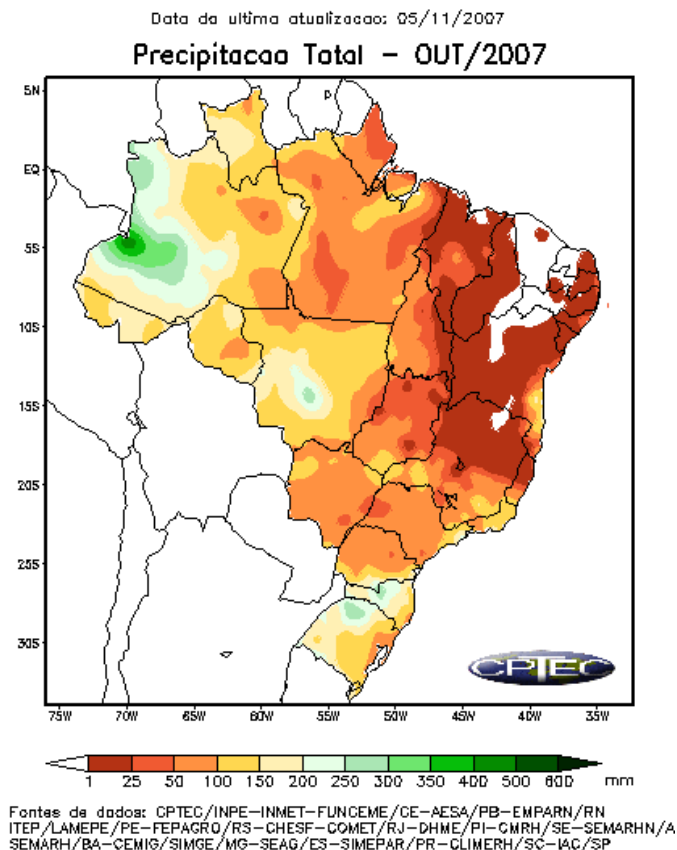 Data da ultima atualizacao: 05/11/2007
Precipitacao Total – OUT/2007
5N
EQ
5S
10S
15S
20S
25S
30S
75W 70W 65W 60W 55W 50W 45W 40W 35W
CPTEC
1 25 50 100 150 200 250 300 350 400 500 600 mm
Fontes de dados: CPTEC/INPE-INMET-FUNCEME/CE-AESA/PB-EMPARN/RN
ITEP/LAMEPE/PE-FEPAGRO/RS-CHESF-COMET/RJ-DHME/PI-CMRH/SE-SEMARHN/A
SEMARH/BA-CEMIG/SIMGE/MG-SEAG/ES-SIMEPAR/PR-CLIMERH/SC-IAC/SP